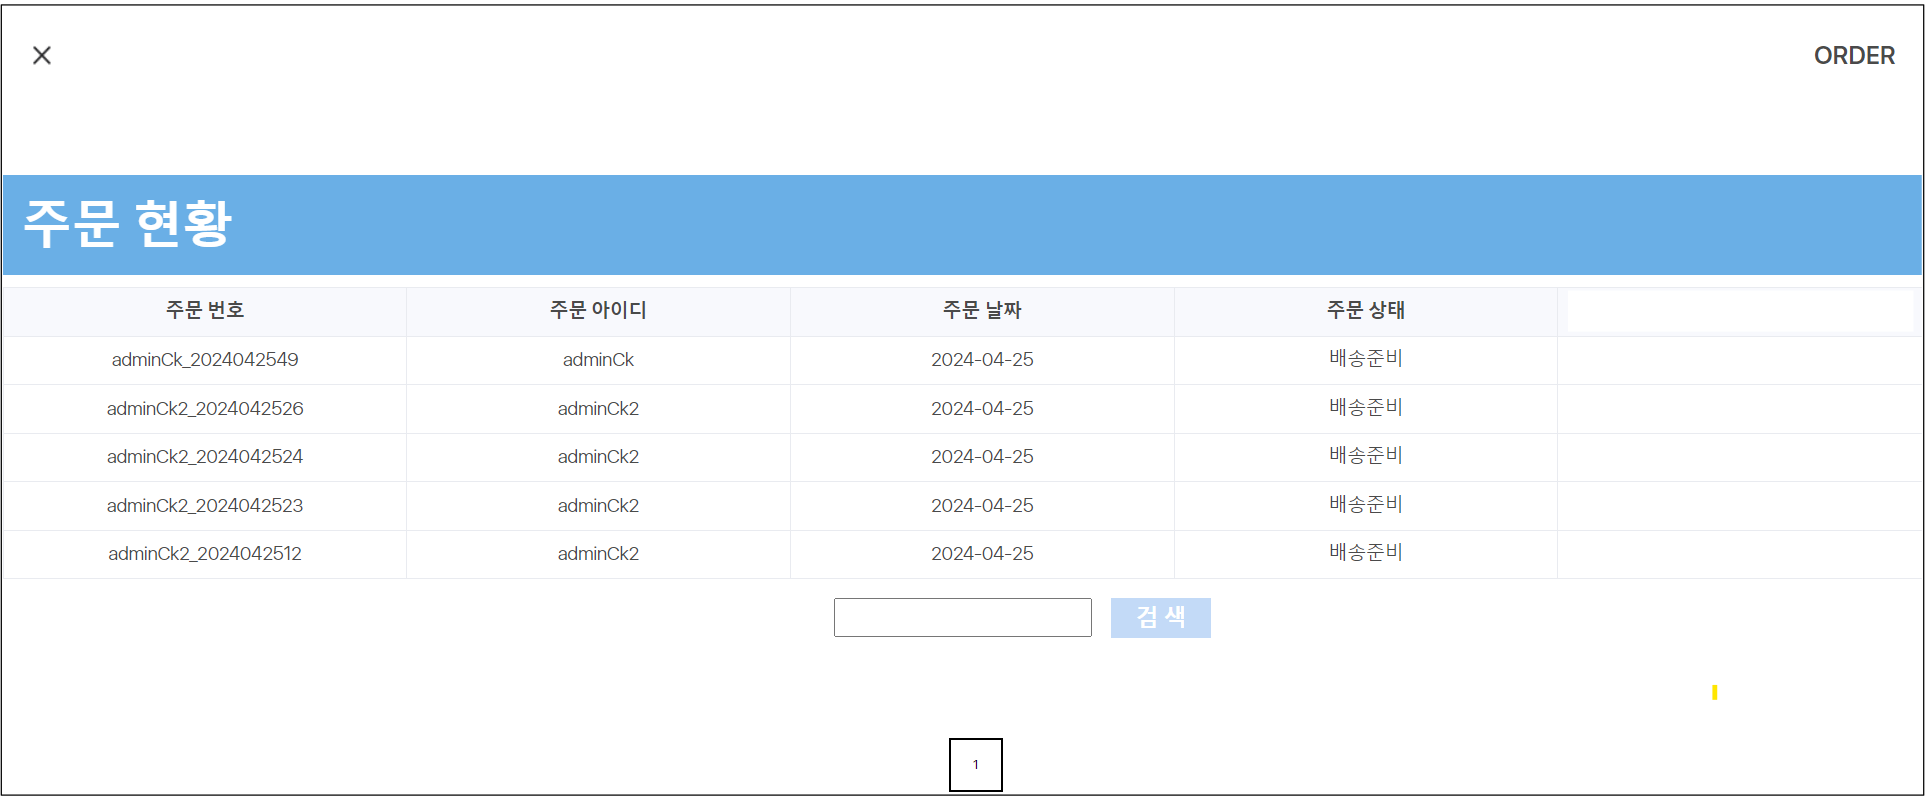 ORDER
주문 현황
주문 번호 주문 아이디 주문 날짜 주문 상태
adminCk_2024042549 adminCk 2024-04-25 배송준비
adminCk2_2024042526 adminCk2 2024-04-25 배송준비
adminCk2_2024042524 adminCk2 2024-04-25 배송준비
adminCk2_2024042523 adminCk2 2024-04-25 배송준비
adminCk2_2024042512 adminCk2 2024-04-25 배송준비
검 색
1